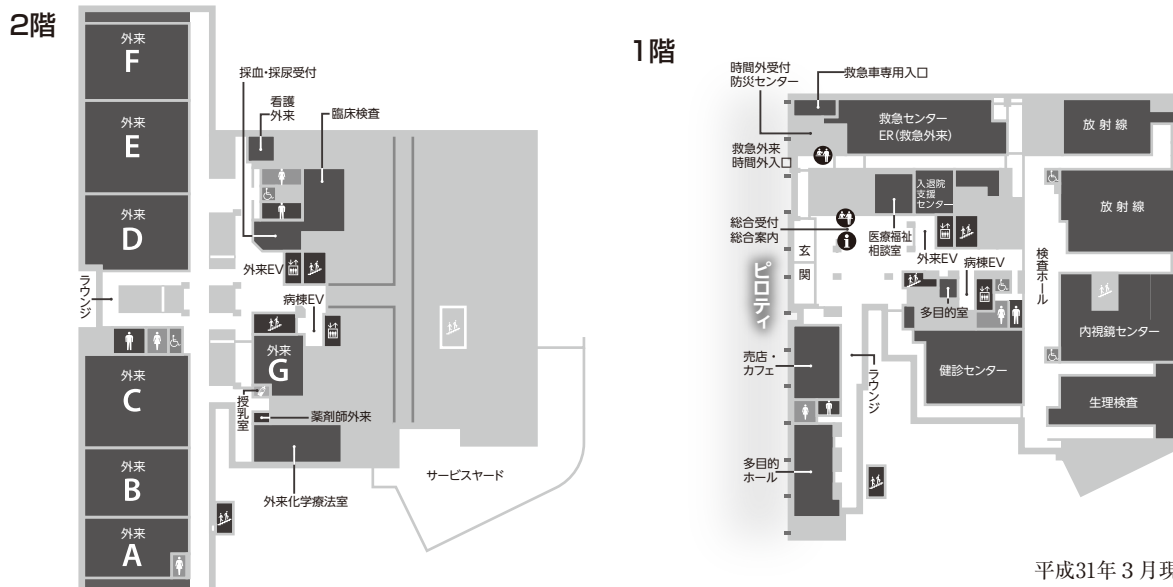 2階
外来
F
外来
E
外来
D
ラウンジ
外来
C
外来
B
外来
A
採血・採尿受付
看護
外来
臨床検査
外来EV
病棟EV
外来
G
授乳室
薬剤師外来
外来化学療法室
サービスヤード
1階
時間外受付
防災センター
救急車専用入口
救急センター
ER(救急外来)
放射線
救急外来
時間外入口
入退院
支援
センター
放射線
総合受付
総合案内
医療福祉
相談室
外来EV
玄
関
病棟EV
検査ホール
ピロティ
多目的室
内視鏡センター
売店・
カフェ
ラウンジ
健診センター
生理検査
多目的
ホール
平成31年3月現